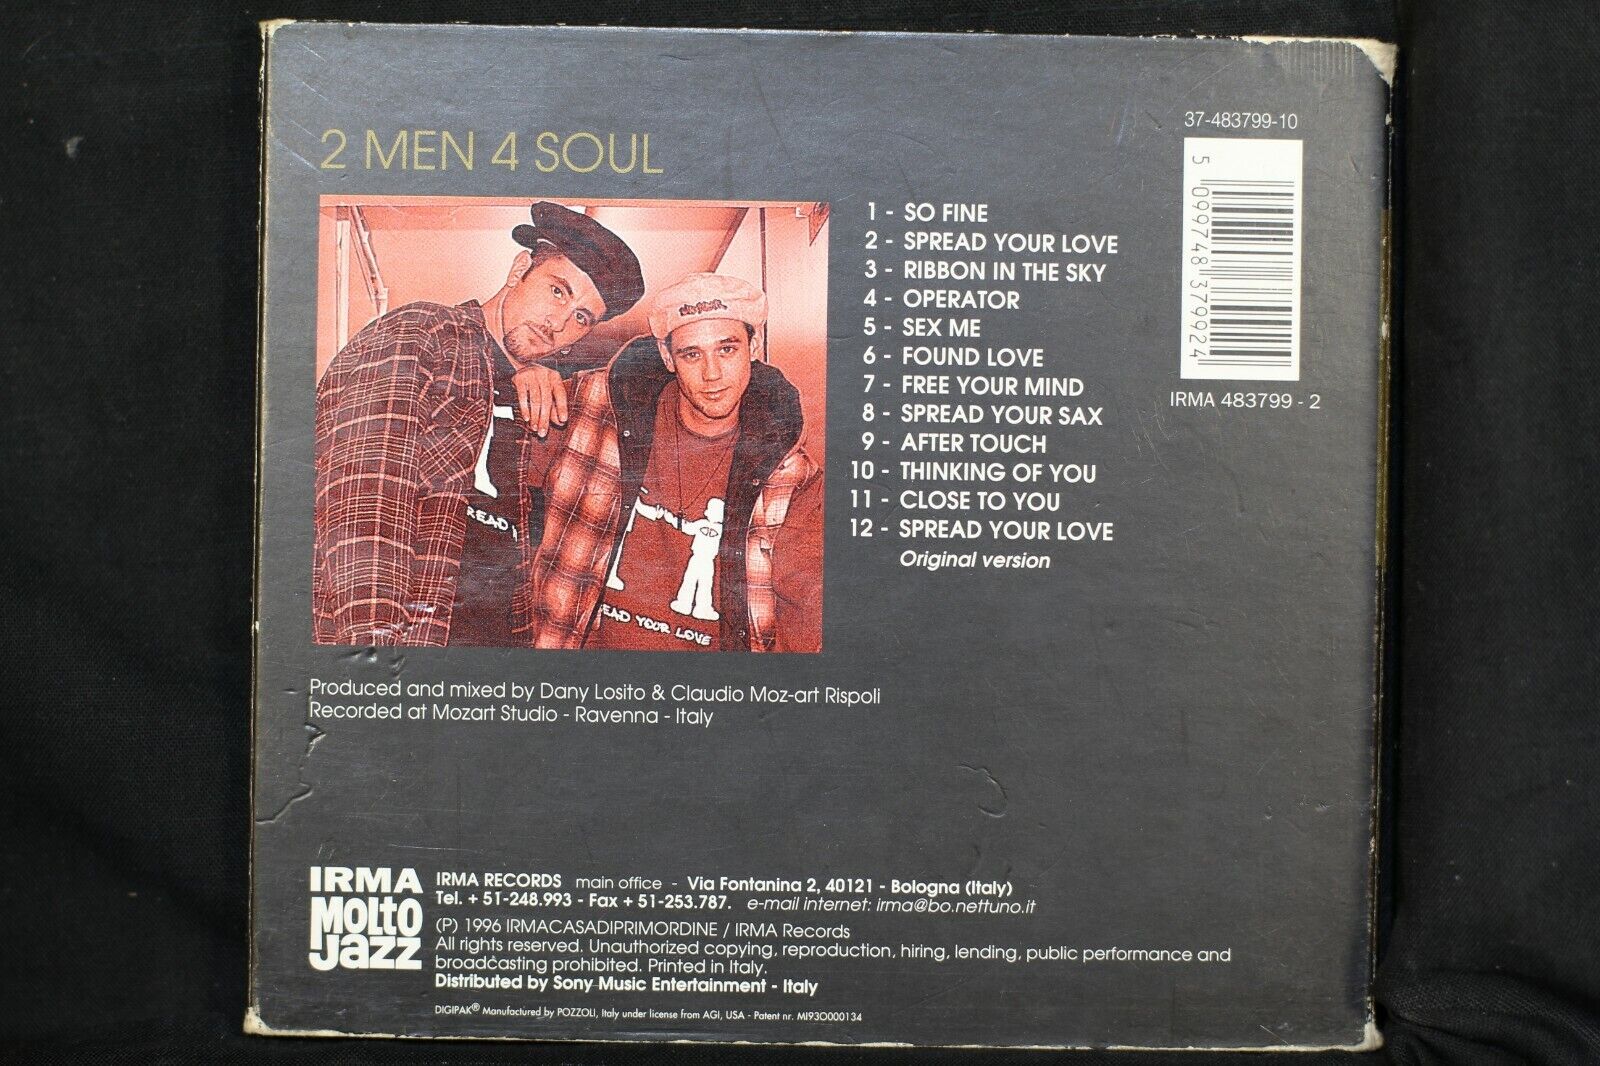 2 MEN 4 SOUL
37-483799-10
5 099748 379924
IRMA 483799 - 2
1 - SO FINE
2 - SPREAD YOUR LOVE
3 - RIBBON IN THE SKY
4 - OPERATOR
5 - SEX ME
6 - FOUND LOVE
7 - FREE YOUR MIND
8 - SPREAD YOUR SAX
9 - AFTER TOUCH
10 - THINKING OF YOU
11 - CLOSE TO YOU
12 - SPREAD YOUR LOVE
Original version
READ
EAD YOUR LOVE
Produced and mixed by Dany Losito & Claudio Moz-art Rispoli
Recorded at Mozart Studio - Ravenna - Italy
IRMA
MOLTO
JAZZ
IRMA RECORDS main office - Via Fontanina 2, 40121 - Bologna (Italy)
Tel. + 51-248.993 - Fax + 51-253.787. e-mail internet: irma@bo.nettuno.it
(P) 1996 IRMACASADIPRIMORDINE / IRMA Records
All rights reserved. Unauthorized copying, reproduction, hiring, lending, public performance and
broadcasting prohibited. Printed in Italy.
Distributed by Sony Music Entertainment - Italy
DIGIPAK® Manufactured by POZZOLI, Italy under license from AGI, USA - Patent nr. MI93O000134